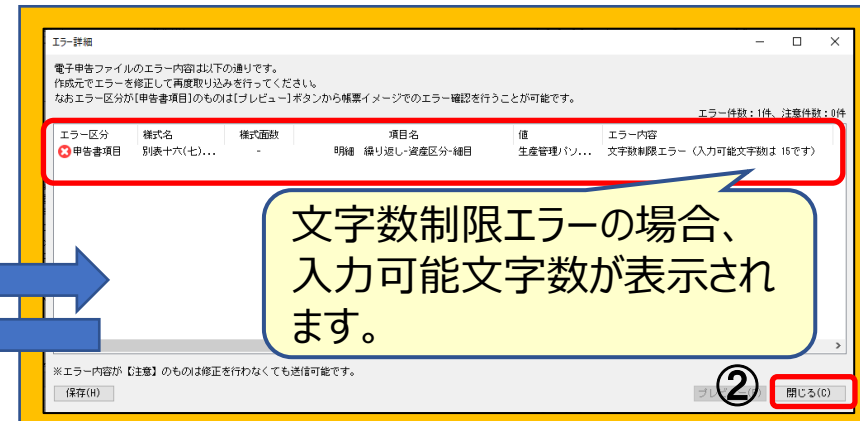 エラー詳細
電子申告ファイルのエラー内容は以下の通りです。
作成元でエラーを修正して再度取り込みを行ってください。
なおエラー区分が[申告書項目]のものは[プレビュー]ボタンから帳票イメージでのエラー確認を行うことが可能です。
エラー件数：1件、注意件数：0件
エラー区分 様式名 様式面数 項目名 値 エラー内容
申告書項目 別表十六(七)... - 明細 繰り返し-資産区分-細目 生産管理パソ... 文字数制限エラー（入力可能文字数は 15です）
文字数制限エラーの場合、
入力可能文字数が表示され
ます。
※エラー内容が【注意】のものは修正を行わなくても送信可能です。
②
保存(H) 閉じる(C)